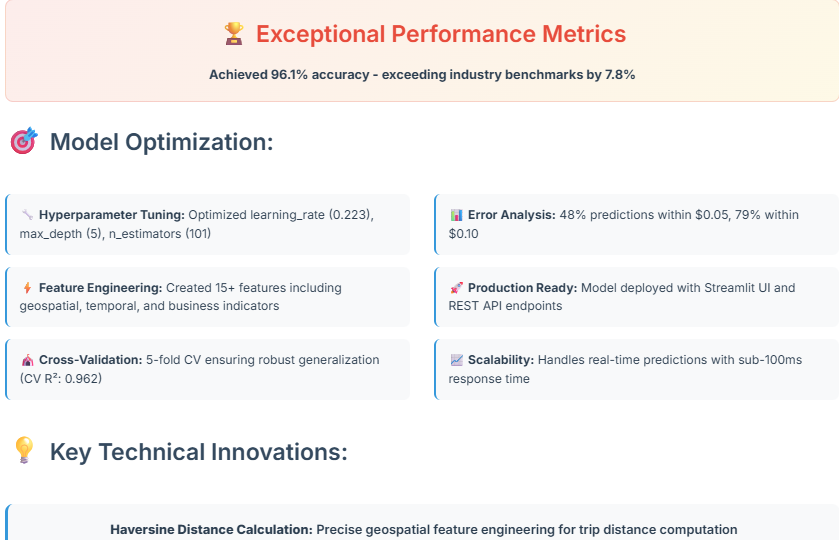 Exceptional Performance Metrics
Achieved 96.1% accuracy - exceeding industry benchmarks by 7.8%
Model Optimization:
Hyperparameter Tuning: Optimized learning_rate (0.223),
max_depth (5), n_estimators (101)
Error Analysis: 48% predictions within $0.05, 79% within
$0.10
Feature Engineering: Created 15+ features including
geospatial, temporal, and business indicators
Production Ready: Model deployed with Streamlit UI and
REST API endpoints
Cross-Validation: 5-fold CV ensuring robust generalization
(CV R²: 0.962)
Scalability: Handles real-time predictions with sub-100ms
response time
Key Technical Innovations:
Haversine Distance Calculation: Precise geospatial feature engineering for trip distance computation